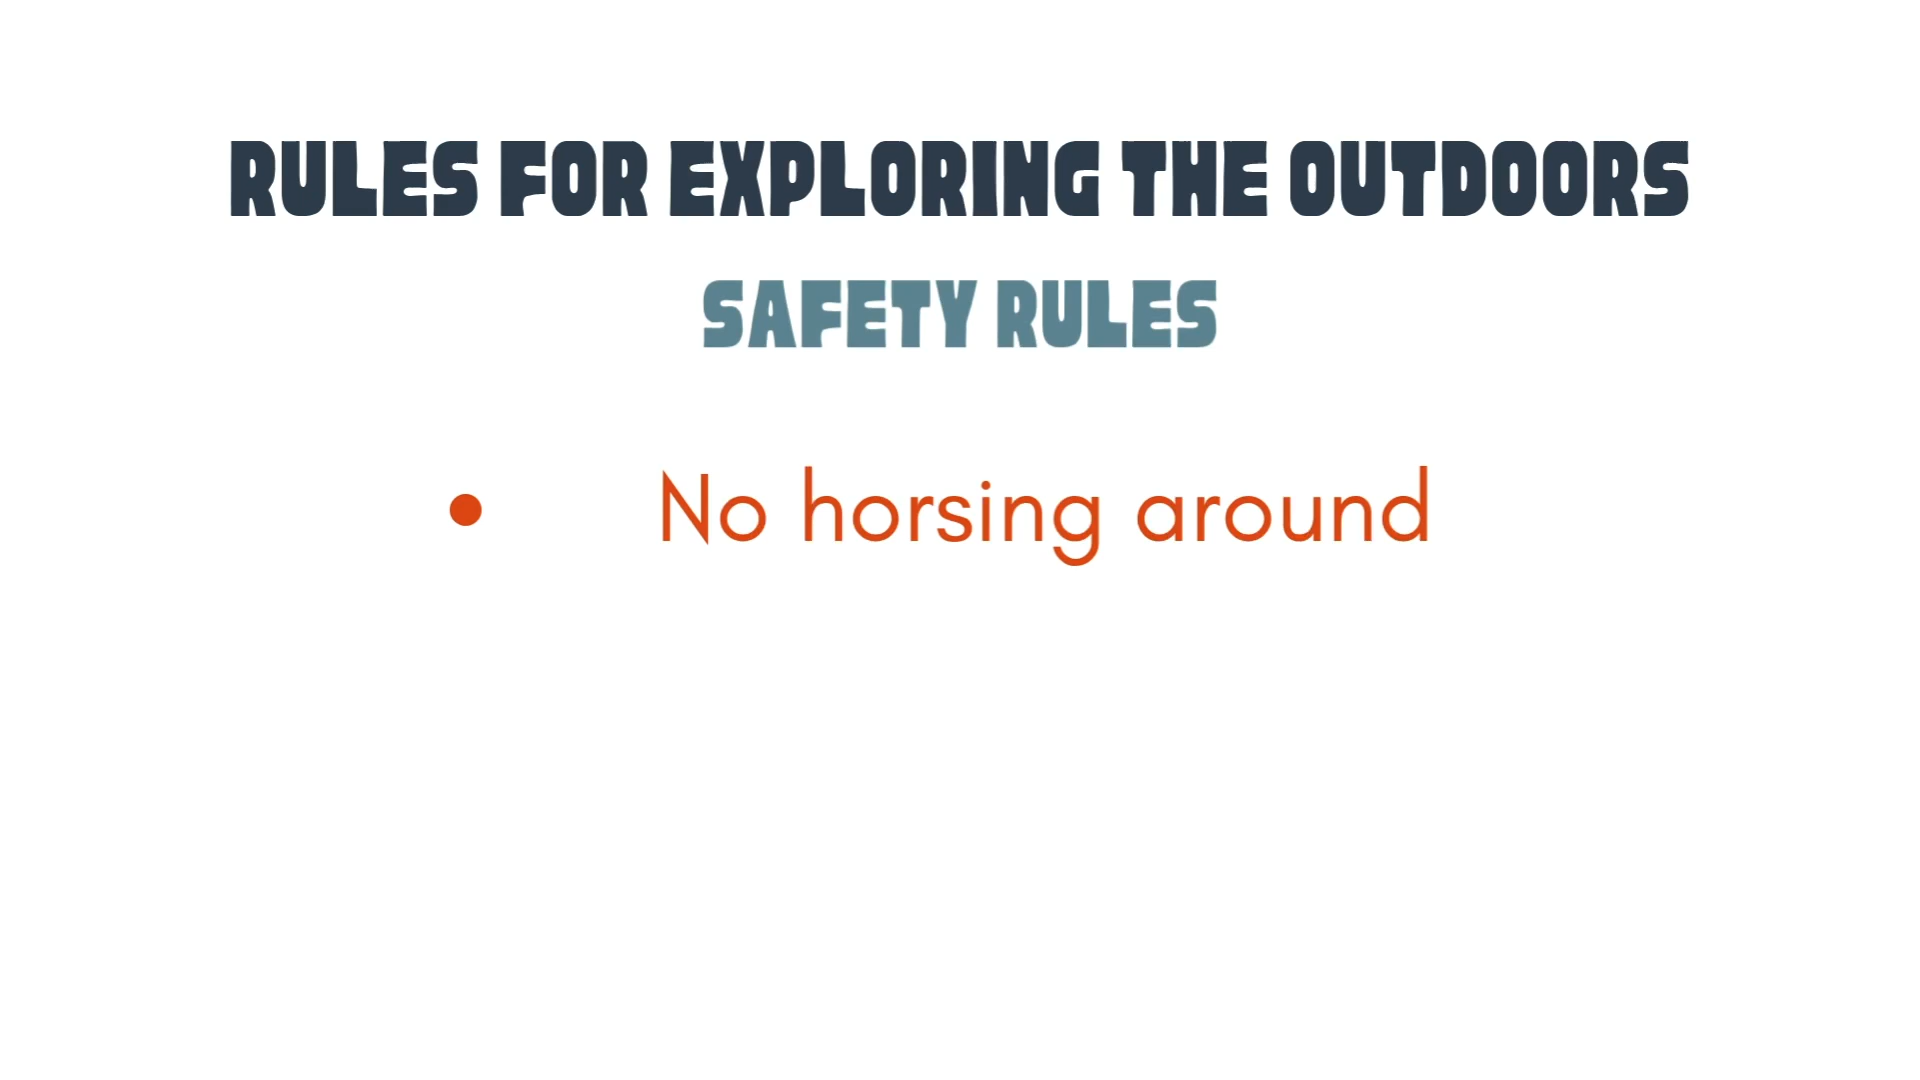 RULES FOR EXPLORING THE OUTDOORS
SAFETY RULES
• No horsing around